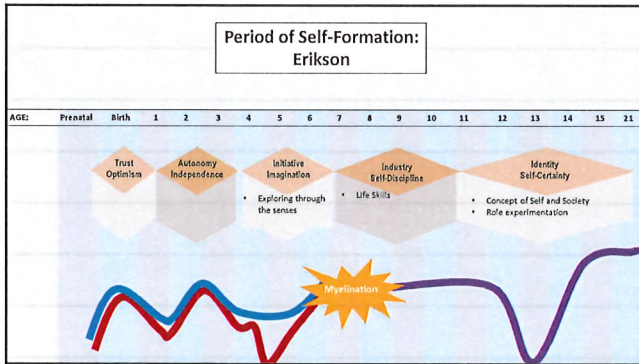 Period of Self-Formation:
Erikson
AGE: Prenatal Birth 1 2 3 4 5 6 7 8 9 10 11 12 13 14 15 21
Trust
Optimism
Autonomy
Independence
Initiative
Imagination
Industry
Self-Discipline
Identity
Self-Certainty
• Exploring through
the senses
• Life Skills
• Concept of Self and Society
• Role experimentation
Myelination